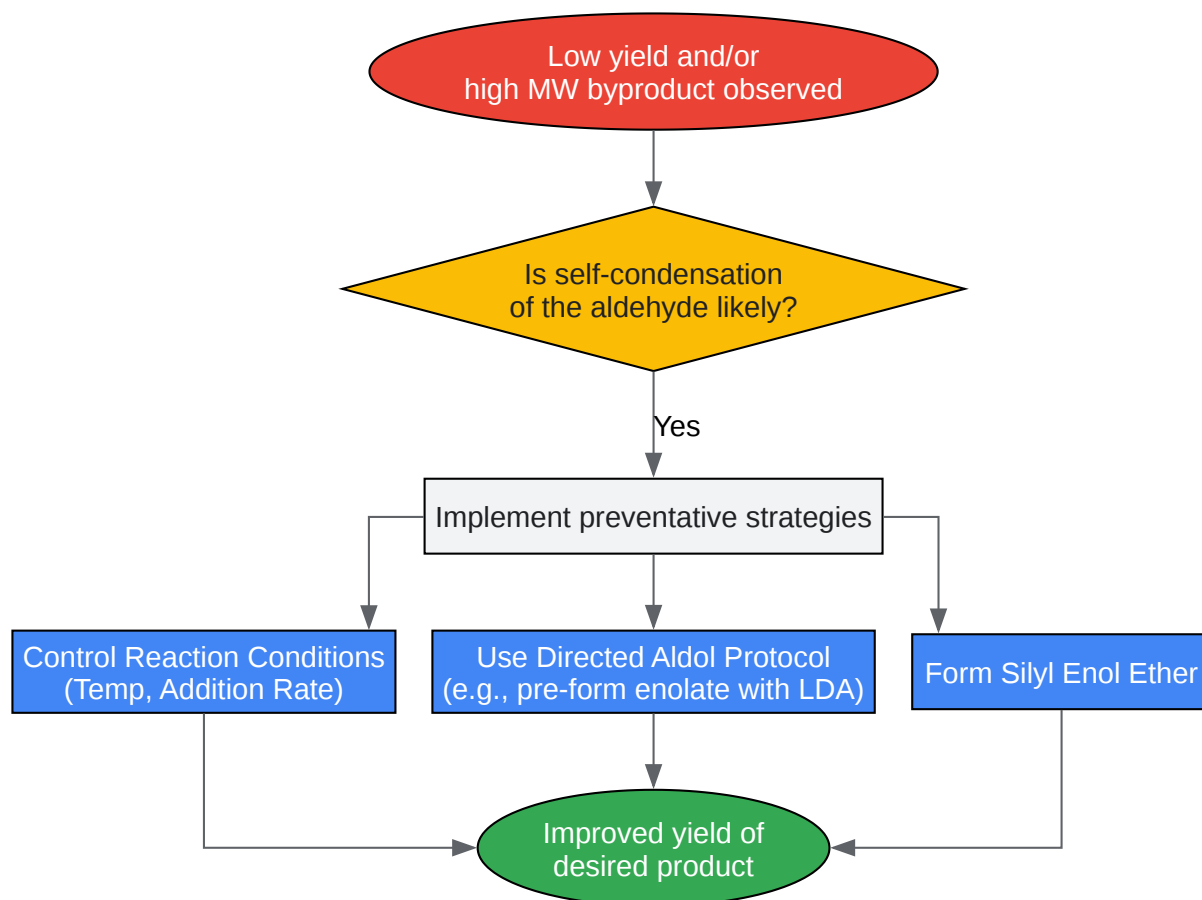 Low yield and/or
high MW byproduct observed
Is self-condensation
of the aldehyde likely?
Yes
Implement preventative strategies
Control Reaction Conditions
(Temp, Addition Rate)
Use Directed Aldol Protocol
(e.g., pre-form enolate with LDA)
Form Silyl Enol Ether
Improved yield of
desired product